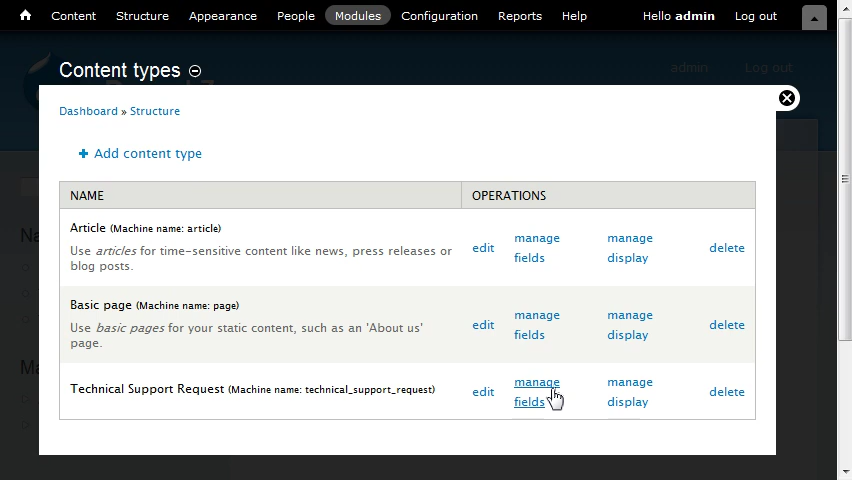 Content Structure Appearance People Modules Configuration Reports Help Hello admin Log out
Content types
admin Log out
Dashboard » Structure
+ Add content type
NAME OPERATIONS
Article (Machine name: article)
Use articles for time-sensitive content like news, press releases or
blog posts.
edit manage fields manage display delete
Basic page (Machine name: page)
Use basic pages for your static content, such as an 'About us'
page.
edit manage fields manage display delete
Technical Support Request (Machine name: technical_support_request)
edit manage fields manage display delete